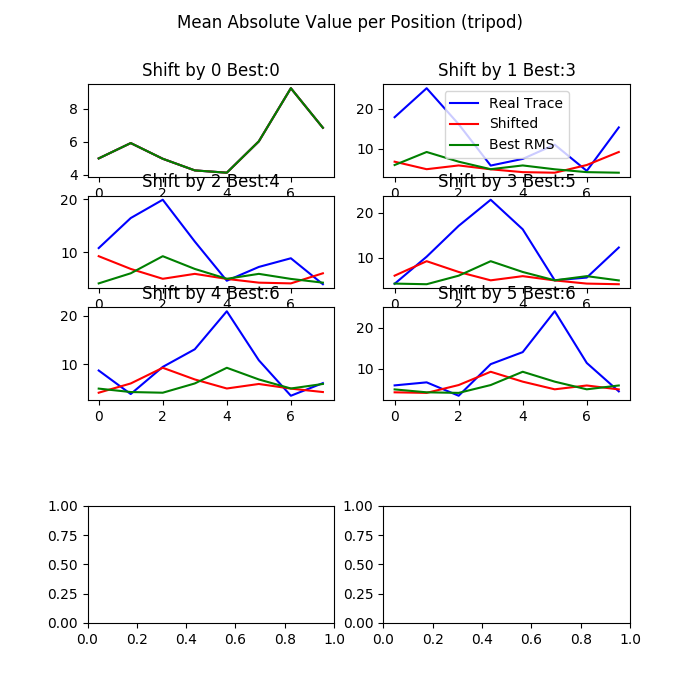 Mean Absolute Value per Position (tripod)
Shift by 0 Best:0
8
6
4
0 2 4 6
Shift by 1 Best:3
20
10
Real Trace
Shifted
Best RMS
0 2 4 6
Shift by 2 Best:4
20
10
0 2 4 6
Shift by 3 Best:5
20
10
0 2 4 6
Shift by 4 Best:6
20
10
0 2 4 6
Shift by 5 Best:6
20
10
0 2 4 6
1.00
0.75
0.50
0.25
0.00
0.0 0.2 0.4 0.6 0.8 1.0
1.00
0.75
0.50
0.25
0.00
0.0 0.2 0.4 0.6 0.8 1.0